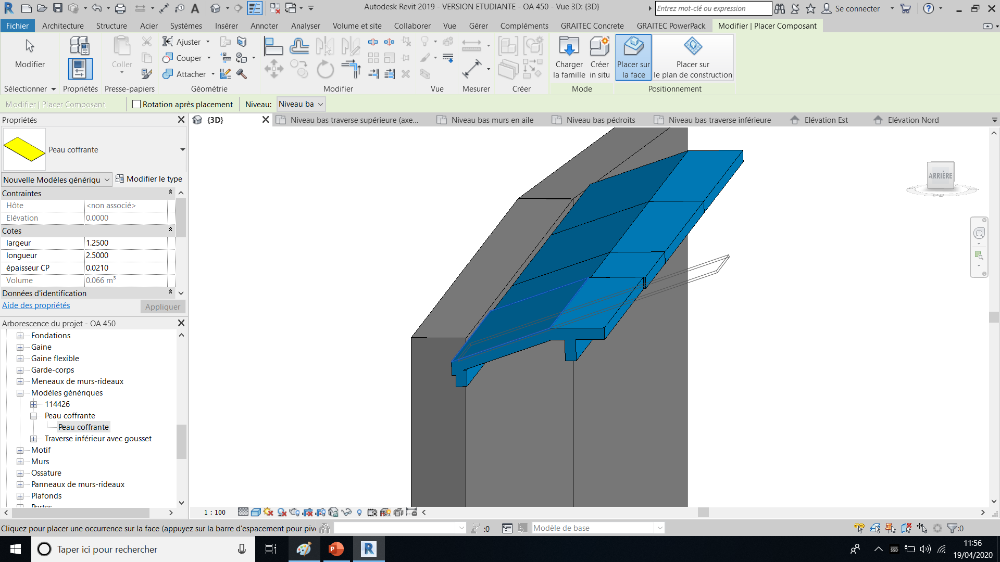 Autodesk Revit 2019 - VERSION ETUDIANTE - OA 450 - Vue 3D: {3D}
Entrez mot-clé ou expression
Se connecter
Fichier Architecture Structure Acier Systèmes Insérer Annoter Analyser Volume et site Collaborer Vue Gérer Compléments GRAITEC Concrete GRAITEC PowerPack Modifier | Placer Composant
Modifier
Coller
Ajuster
Couper
Attacher
Charger
la famille
Créer
in situ
Placer sur
la face
Placer sur
le plan de construction
Sélectionner Propriétés Presse-papiers Géométrie Modifier Vue Mesurer Créer Mode Positionnement
Modifier | Placer Composant Rotation après placement Niveau: Niveau ba
Propriétés
{3D} Niveau bas traverse supérieure (axe... Niveau bas murs en aile Niveau bas pédroits Niveau bas traverse inférieure Elévation Est Elévation Nord
Peau coffrante
Nouvelle Modèles génériqu Modifier le type
Contraintes
Hôte <non associé>
Elévation 0.0000
Cotes
largeur 1.2500
longueur 2.5000
épaisseur CP 0.0210
Volume 0.066 m³
Données d'identification
Aide des propriétés Appliquer
Arborescence du projet - OA 450
Fondations
Gaine
Gaine flexible
Garde-corps
Meneaux de murs-rideaux
Modèles génériques
114426
Peau coffrante
Peau coffrante
Traverse inférieur avec gousset
Motif
Murs
Ossature
Panneaux de murs-rideaux
Plafonds
Portes
ARRIÈRE
1 : 100
Cliquez pour placer une occurrence sur la face (appuyez sur la barre d'espacement pour piv
:0
Modèle de base
:0
Taper ici pour rechercher
SSD
11:56
19/04/2020